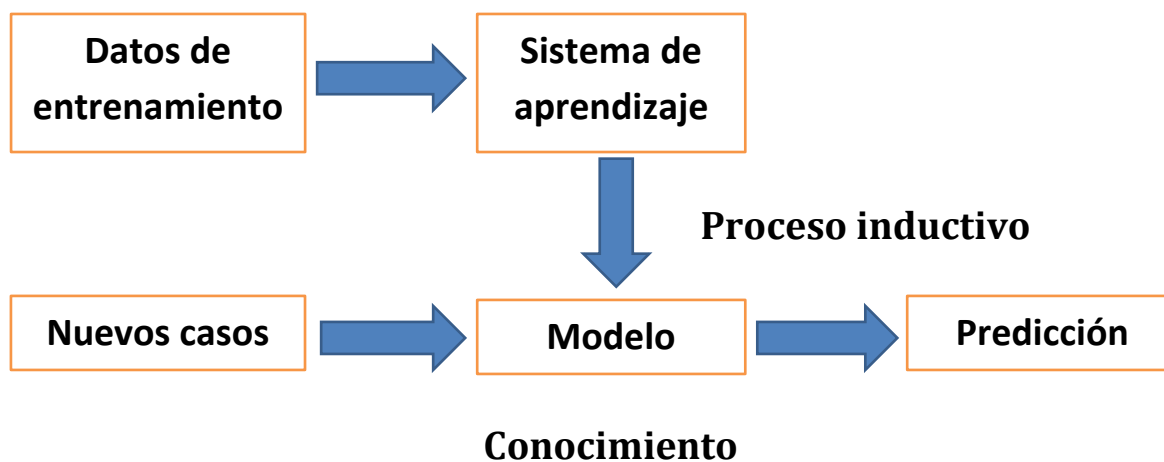 Datos de
entrenamiento
Sistema de
aprendizaje
Proceso inductivo
Nuevos casos
Modelo
Predicción
Conocimiento